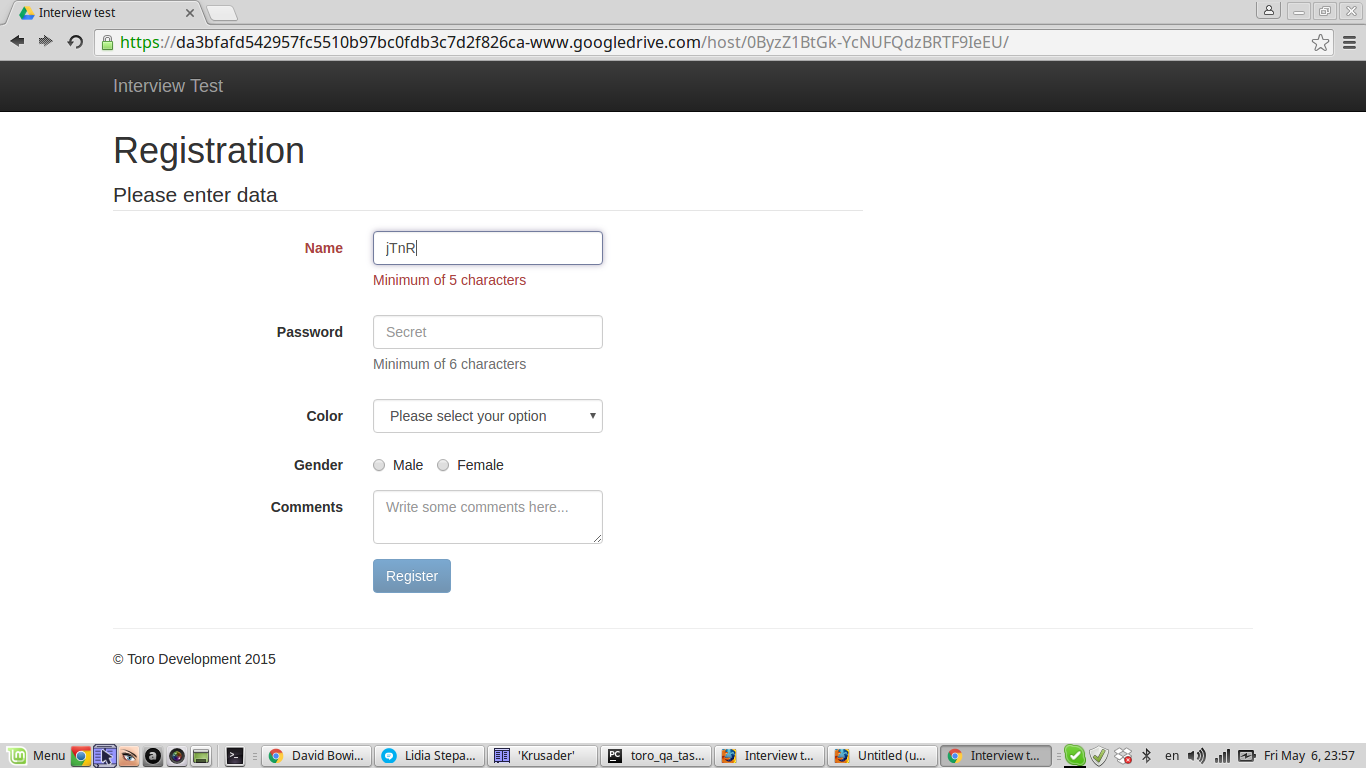 Interview test
https://da3bfafd542957fc5510b97bc0fdb3c7d2f826ca-www.googledrive.com/host/0ByzZ1BtGk-YcNUFQdzBRTF9IeEU/
Interview Test
Registration
Please enter data
Name jTnR
Minimum of 5 characters
Password Secret
Minimum of 6 characters
Color Please select your option
Gender Male Female
Comments Write some comments here...
Register
© Toro Development 2015
Menu David Bowi... Lidia Stepa... 'Krusader' toro_qa_tas... Interview t... Untitled (u... Interview t... en Fri May 6, 23:57